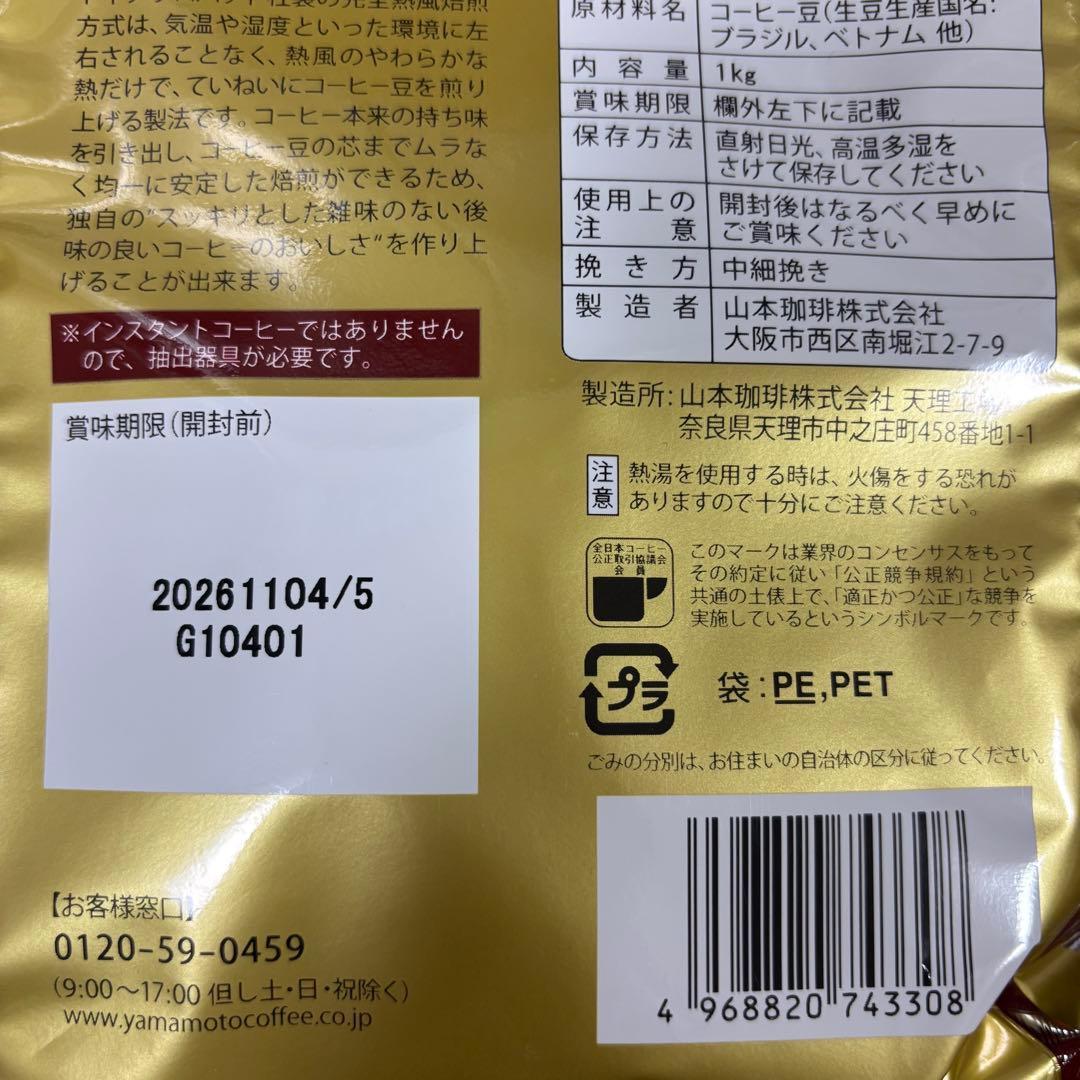 方式は、気温や湿度といった環境に左
右されることなく、熱風のやわらかな
熱だけで、ていねいにコーヒー豆を煎り
上げる製法です。コーヒー本来の持ち味
を引き出し、コーヒー豆の芯までムラな
く均一に安定した焙煎ができるため、
独自の"スッキリとした雑味のない後
味の良いコーヒーのおいしさ"を作り上
げることが出来ます。
※インスタントコーヒーではありません
ので、抽出器具が必要です。
賞味期限(開封前)
20261104/5
G10401
【お客様窓口】
0120-59-0459
(9:00〜17:00 但し土・日・祝除く)
www.yamamotocoffee.co.jp
原材料名 コーヒー豆(生豆生産国名:
ブラジル、ベトナム 他)
内容量 1kg
賞味期限 欄外左下に記載
保存方法 直射日光、高温多湿を
さけて保存してください
使用上の注意 開封後はなるべく早めに
ご賞味ください
挽き方 中細挽き
製造者 山本珈琲株式会社
大阪市西区南堀江2-7-9
製造所:山本珈琲株式会社 天理工場
奈良県天理市中之庄町458番地1-1
注意 熱湯を使用する時は、火傷をする恐れが
ありますので十分にご注意ください。
全日本コーヒー
公正取引協議会
会員
このマークは業界のコンセンサスをもって
その約定に従い「公正競争規約」という
共通の土俵上で、「適正かつ公正」な競争を
実施しているというシンボルマークです。
プラ
袋:PE,PET
ごみの分別は、お住まいの自治体の区分に従ってください。
4 968820 743308